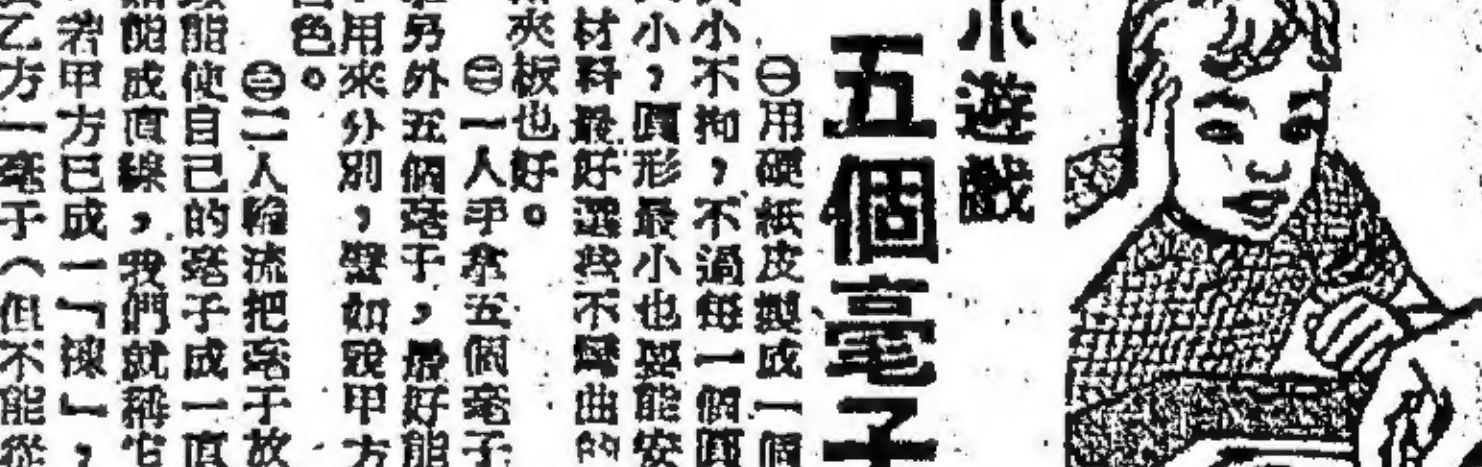 小遊戲
五個毫子
㊀用硬紙皮製成一個
小不拘，不過每一個圓
小，圓形最小也要能安
材料最好選些不彎曲的
夾板也好。
㊁一人手拿五個毫子
另外五個毫子，最好能
用來分別，譬如說甲方
色。
㊂二人輪流把毫子放
能使自己的毫子成一直
能成直線，我們就稱它
若甲方已成一「棟」，
乙方一毫子（但不能從